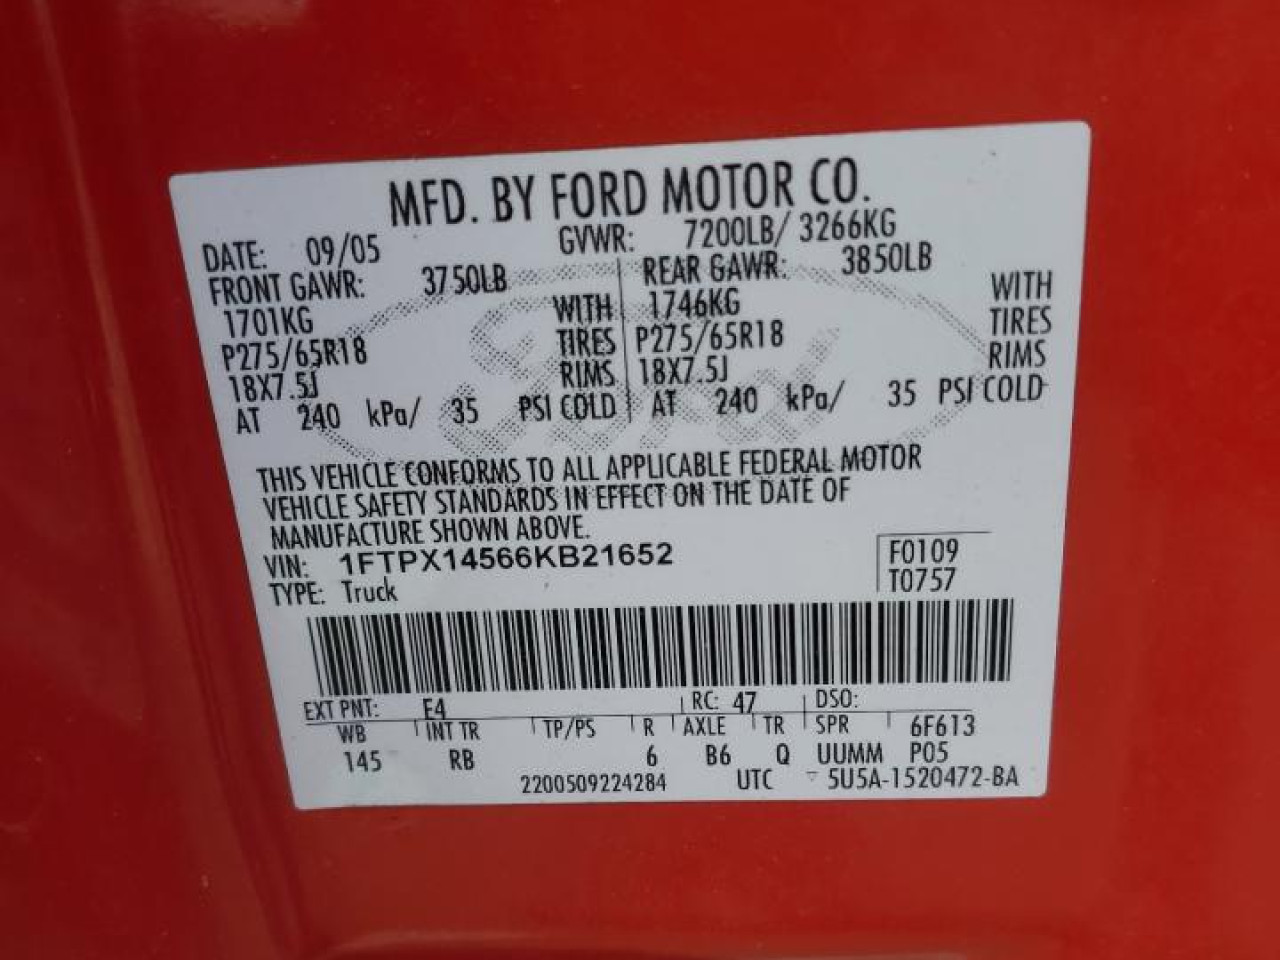 MFD. BY FORD MOTOR CO.
DATE: 09/05 GVWR: 7200LB/ 3266KG
FRONT GAWR: 3750LB REAR GAWR: 3850LB
1701KG WITH 1746KG WITH
P275/65R18 TIRES P275/65R18 TIRES
18X7.5J RIMS 18X7.5J RIMS
AT 240 kPa/ 35 PSI COLD AT 240 kPa/ 35 PSI COLD
Ford
THIS VEHICLE CONFORMS TO ALL APPLICABLE FEDERAL MOTOR
VEHICLE SAFETY STANDARDS IN EFFECT ON THE DATE OF
MANUFACTURE SHOWN ABOVE.
VIN: 1FTPX14566KB21652 F0109
TYPE: Truck T0757
EXT PNT: E4 RC: 47 DSO:
WB INT TR TP/PS R AXLE TR SPR 6F613
145 RB 6 B6 Q UUMM P05
2200509224284 UTC 5U5A-1520472-BA